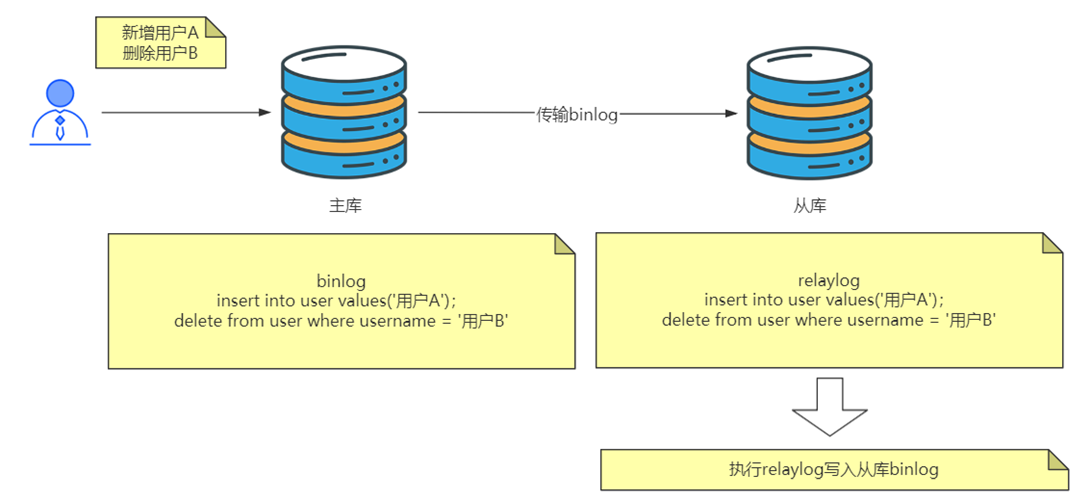 新增用户A
删除用户B
传输binlog
主库
从库
binlog
insert into user values('用户A');
delete from user where username = '用户B'
relaylog
insert into user values('用户A');
delete from user where username = '用户B'
执行relaylog写入从库binlog